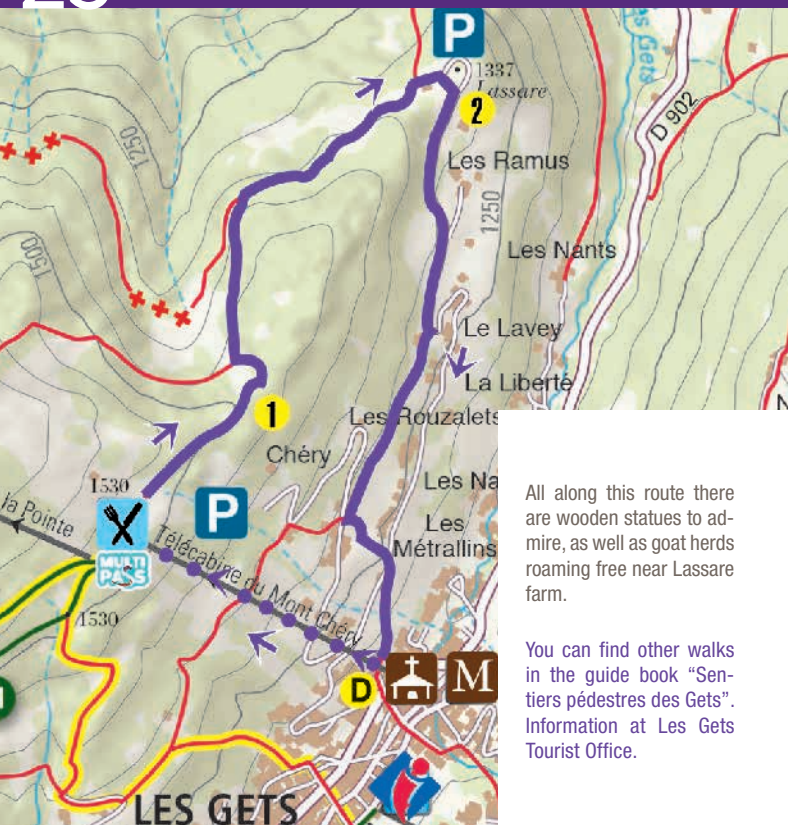 P
1337
Lassare
2
es Gets
D 902
1250
Les Ramus
1250
Les Nants
1500
Le Lavey
La Liberté
1
Les Rouzalets
Chéry
1530
P
Les Na
la Pointe
Les
Métrallins
Télécabine du Mont Chéry
MULTI
PASS
1530
D
M
LES GETS
N
All along this route there
are wooden statues to ad-
mire, as well as goat herds
roaming free near Lassare
farm.
You can find other walks
in the guide book “Sen-
tiers pédestres des Gets”.
Information at Les Gets
Tourist Office.